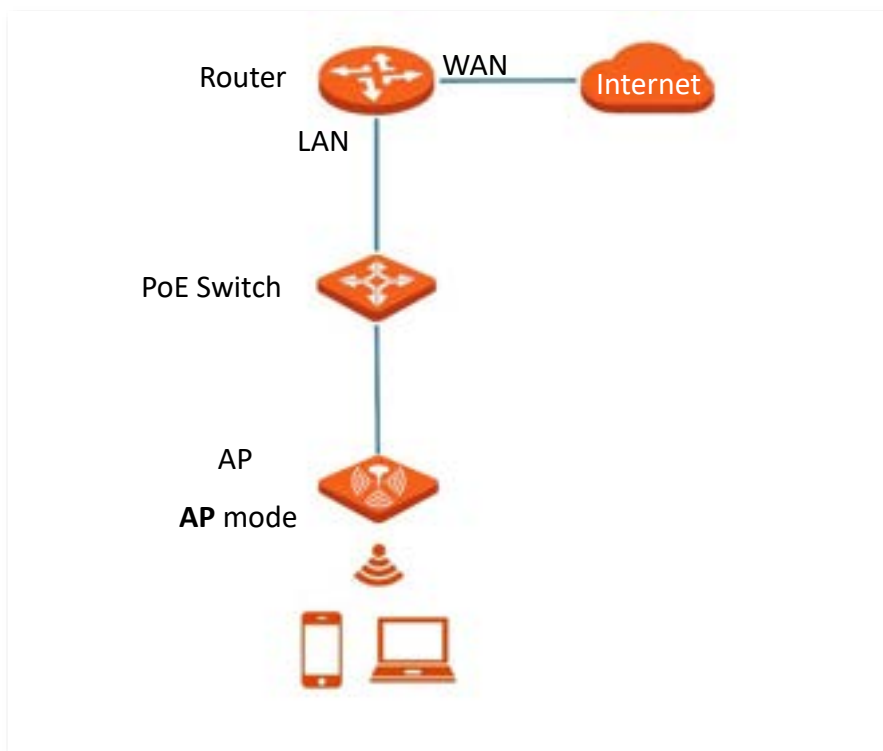 Router
WAN
Internet
LAN
PoE Switch
AP
AP mode